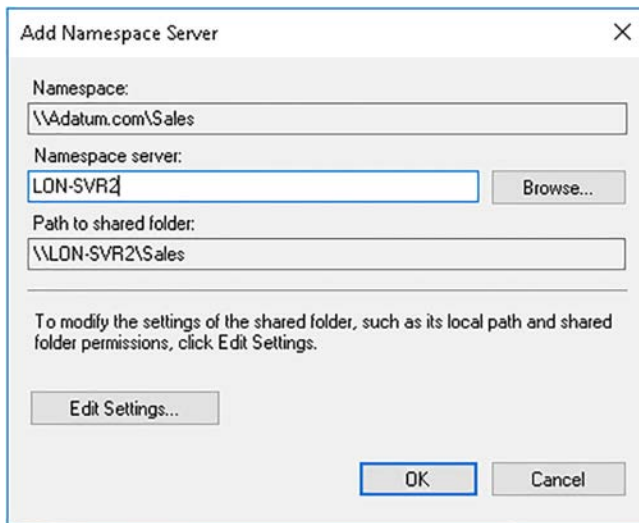 Add Namespace Server
Namespace:
\\Adatum.com\Sales
Namespace server:
LON-SVR2
Browse...
Path to shared folder:
\\LON-SVR2\Sales
To modify the settings of the shared folder, such as its local path and shared
folder permissions, click Edit Settings.
Edit Settings...
OK
Cancel